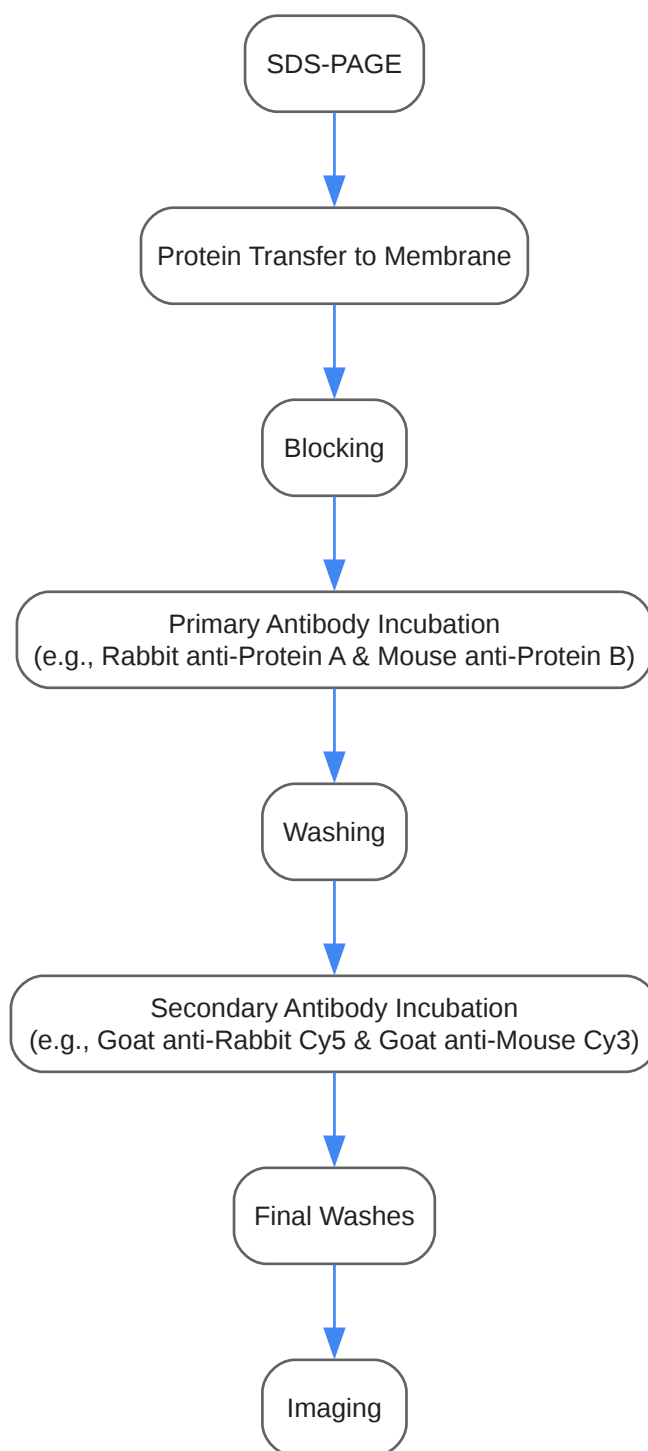 SDS-PAGE
Protein Transfer to Membrane
Blocking
Primary Antibody Incubation
(e.g., Rabbit anti-Protein A & Mouse anti-Protein B)
Washing
Secondary Antibody Incubation
(e.g., Goat anti-Rabbit Cy5 & Goat anti-Mouse Cy3)
Final Washes
Imaging